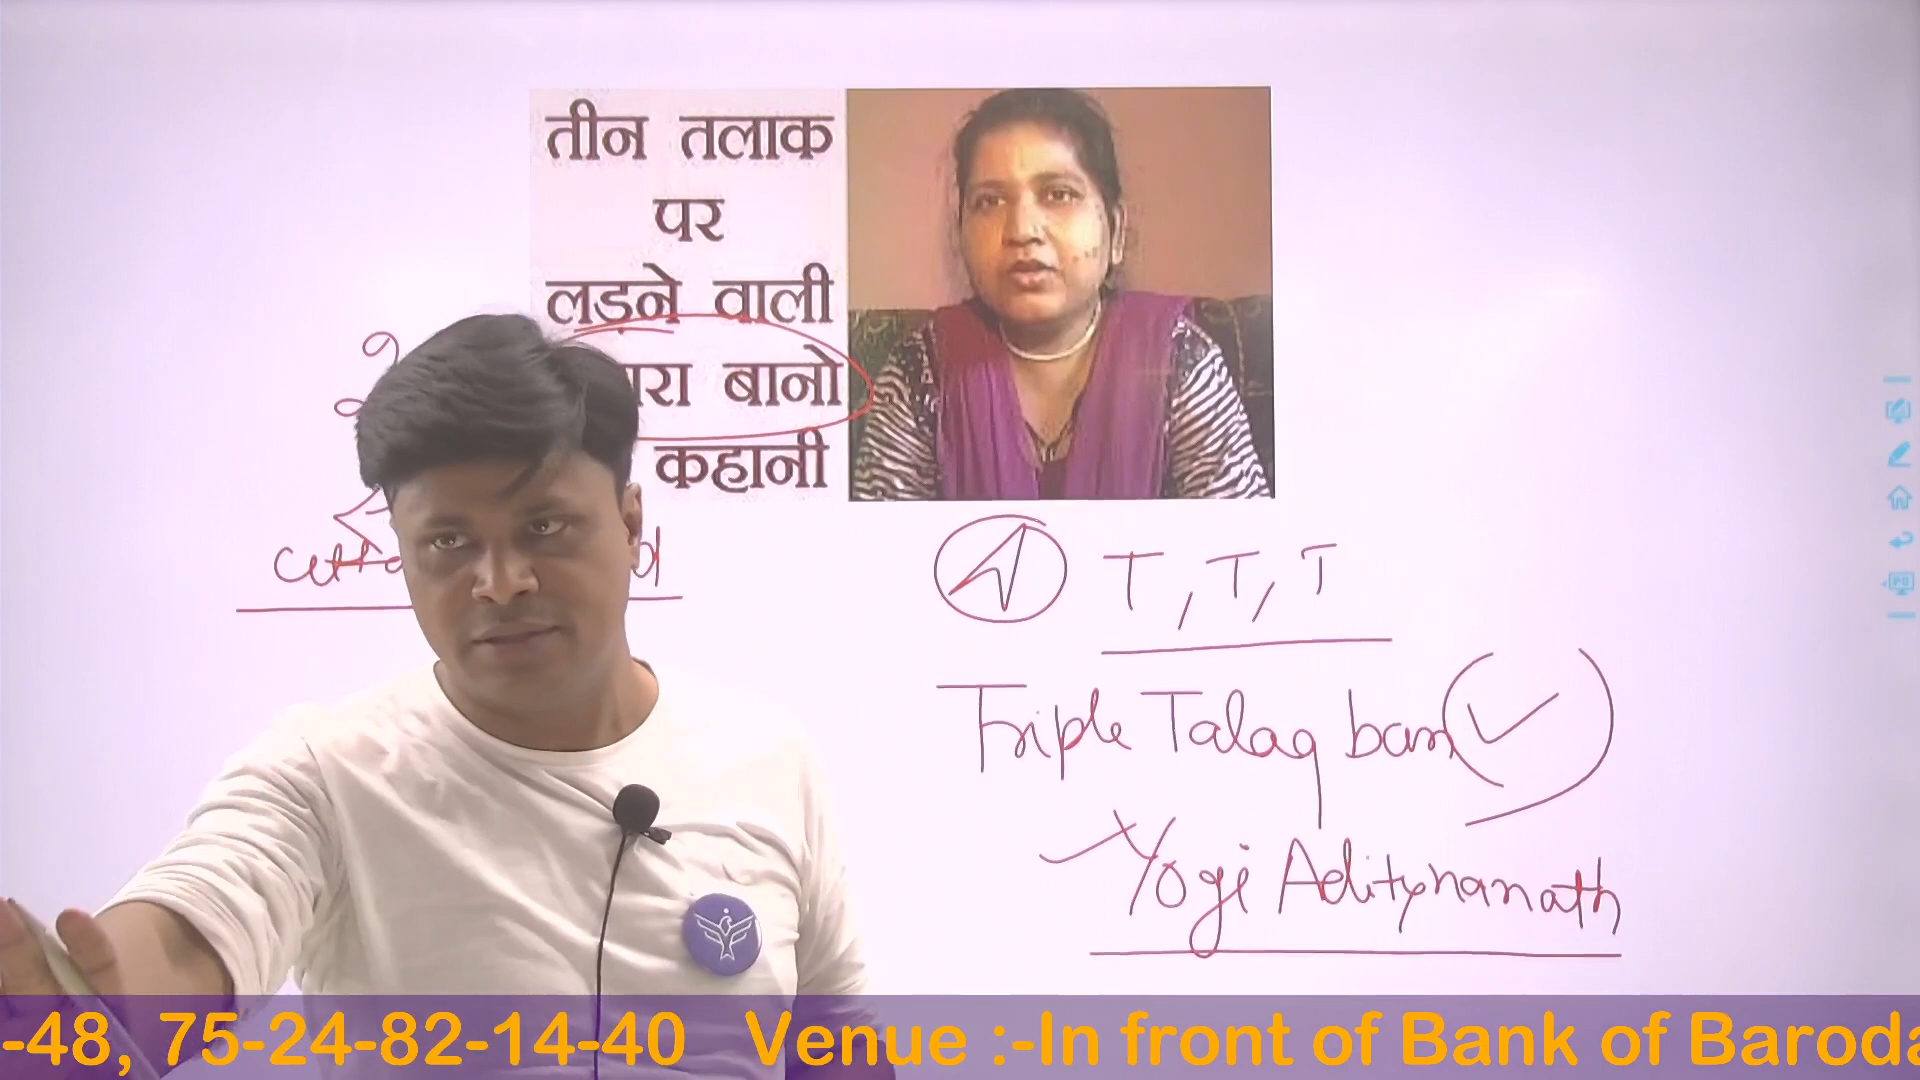 तीन तलाक
पर
लड़ने वाली
बानो
कहानी
T, T, T
Triple Talaq ban
Yogi Adityananath
-48, 75-24-82-14-40 Venue :-In front of Bank of Baroda